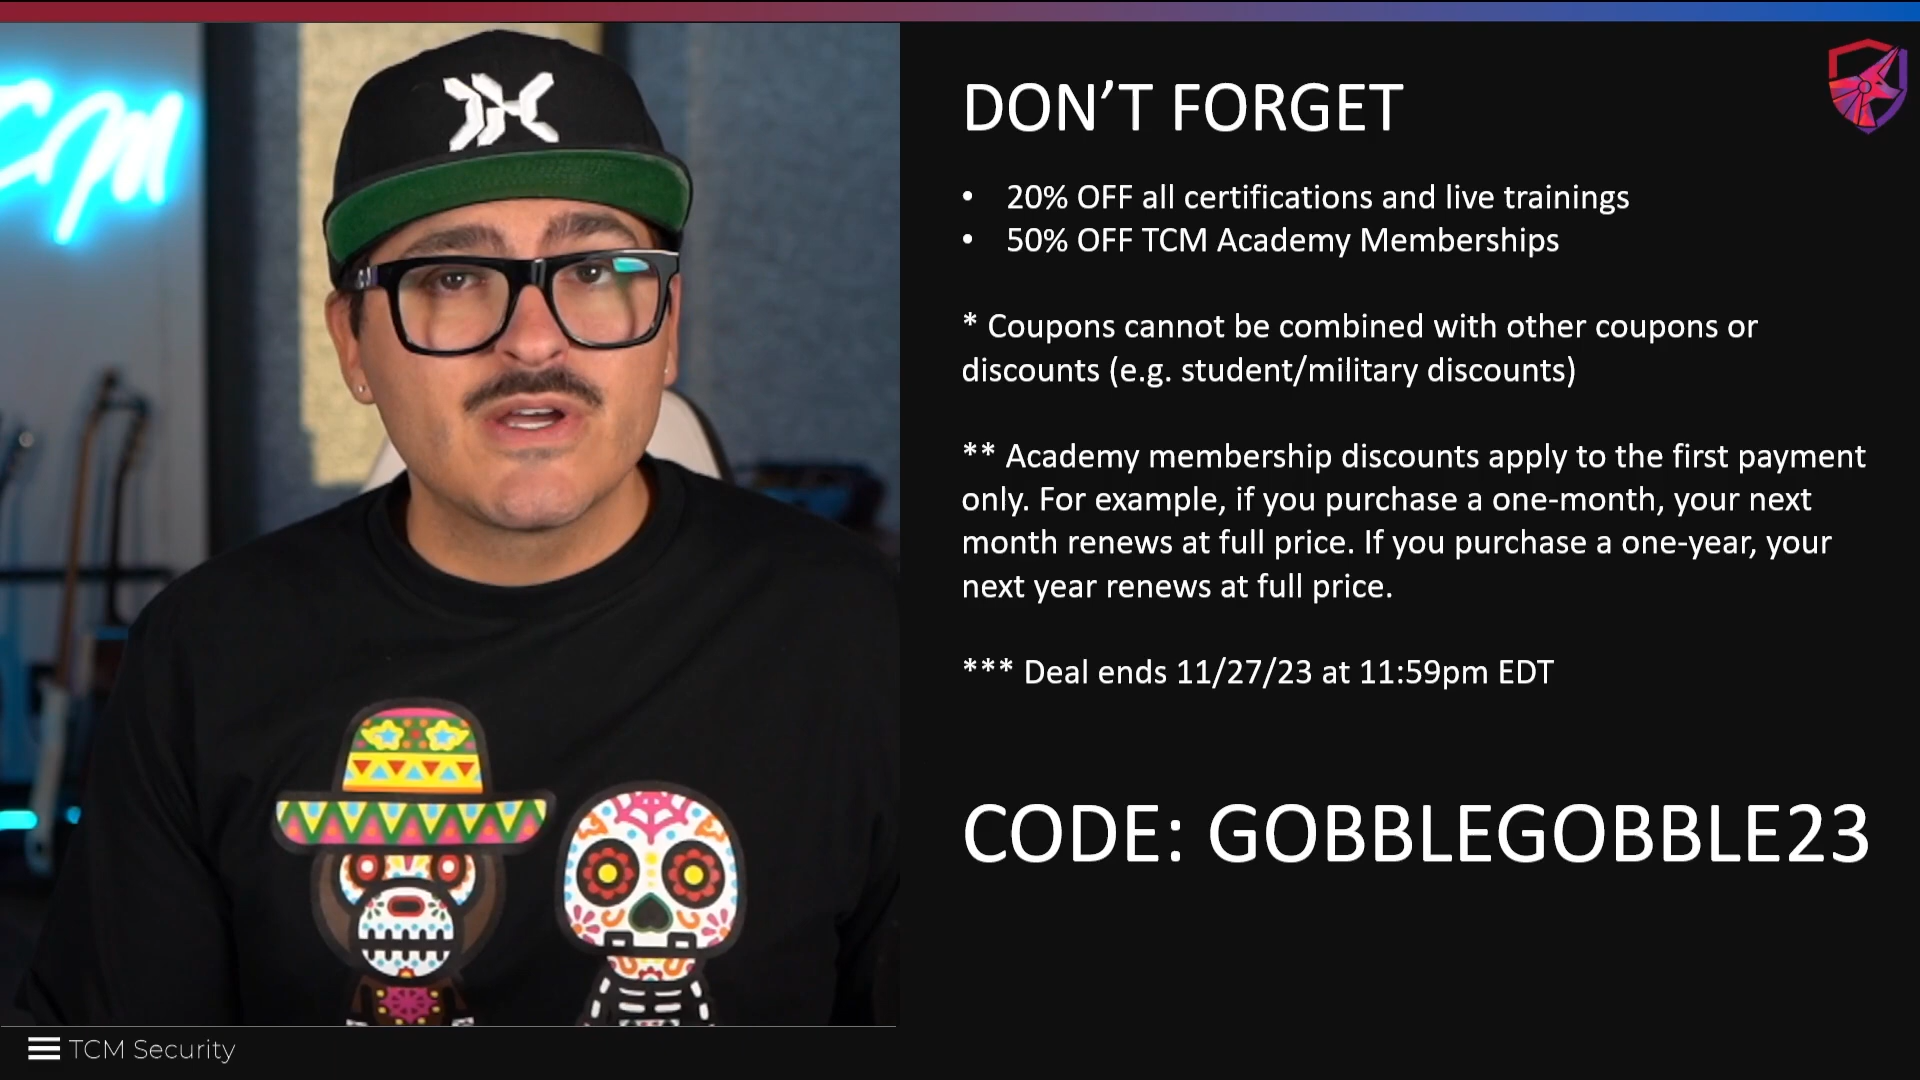 TCM
DON’T FORGET
• 20% OFF all certifications and live trainings
• 50% OFF TCM Academy Memberships
* Coupons cannot be combined with other coupons or
discounts (e.g. student/military discounts)
** Academy membership discounts apply to the first payment
only. For example, if you purchase a one-month, your next
month renews at full price. If you purchase a one-year, your
next year renews at full price.
*** Deal ends 11/27/23 at 11:59pm EDT
CODE: GOBBLEGOBBLE23
TCM Security